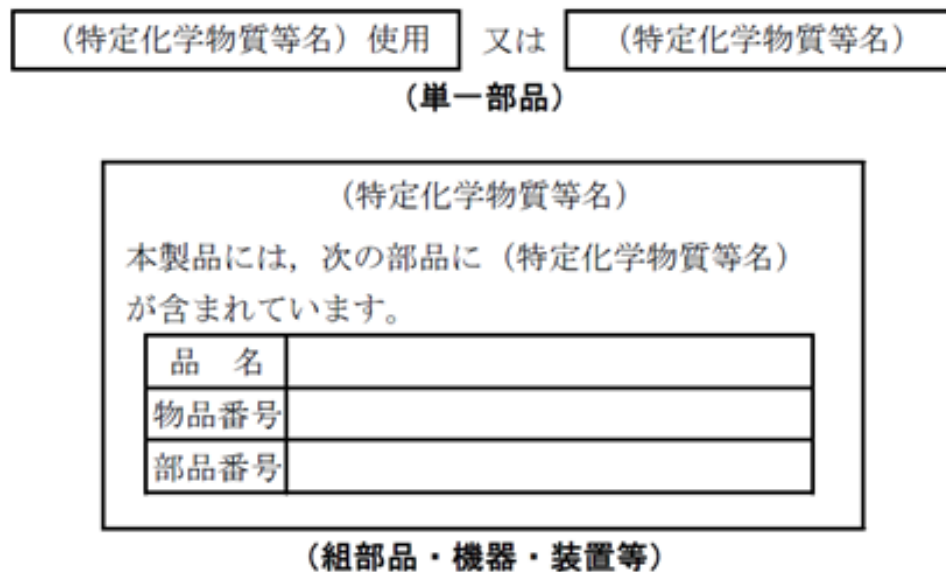 （特定化学物質等名）使用 又は （特定化学物質等名）
（単一部品）
（特定化学物質等名）
本製品には，次の部品に（特定化学物質等名）
が含まれています。
品　名
物品番号
部品番号
（組部品・機器・装置等）